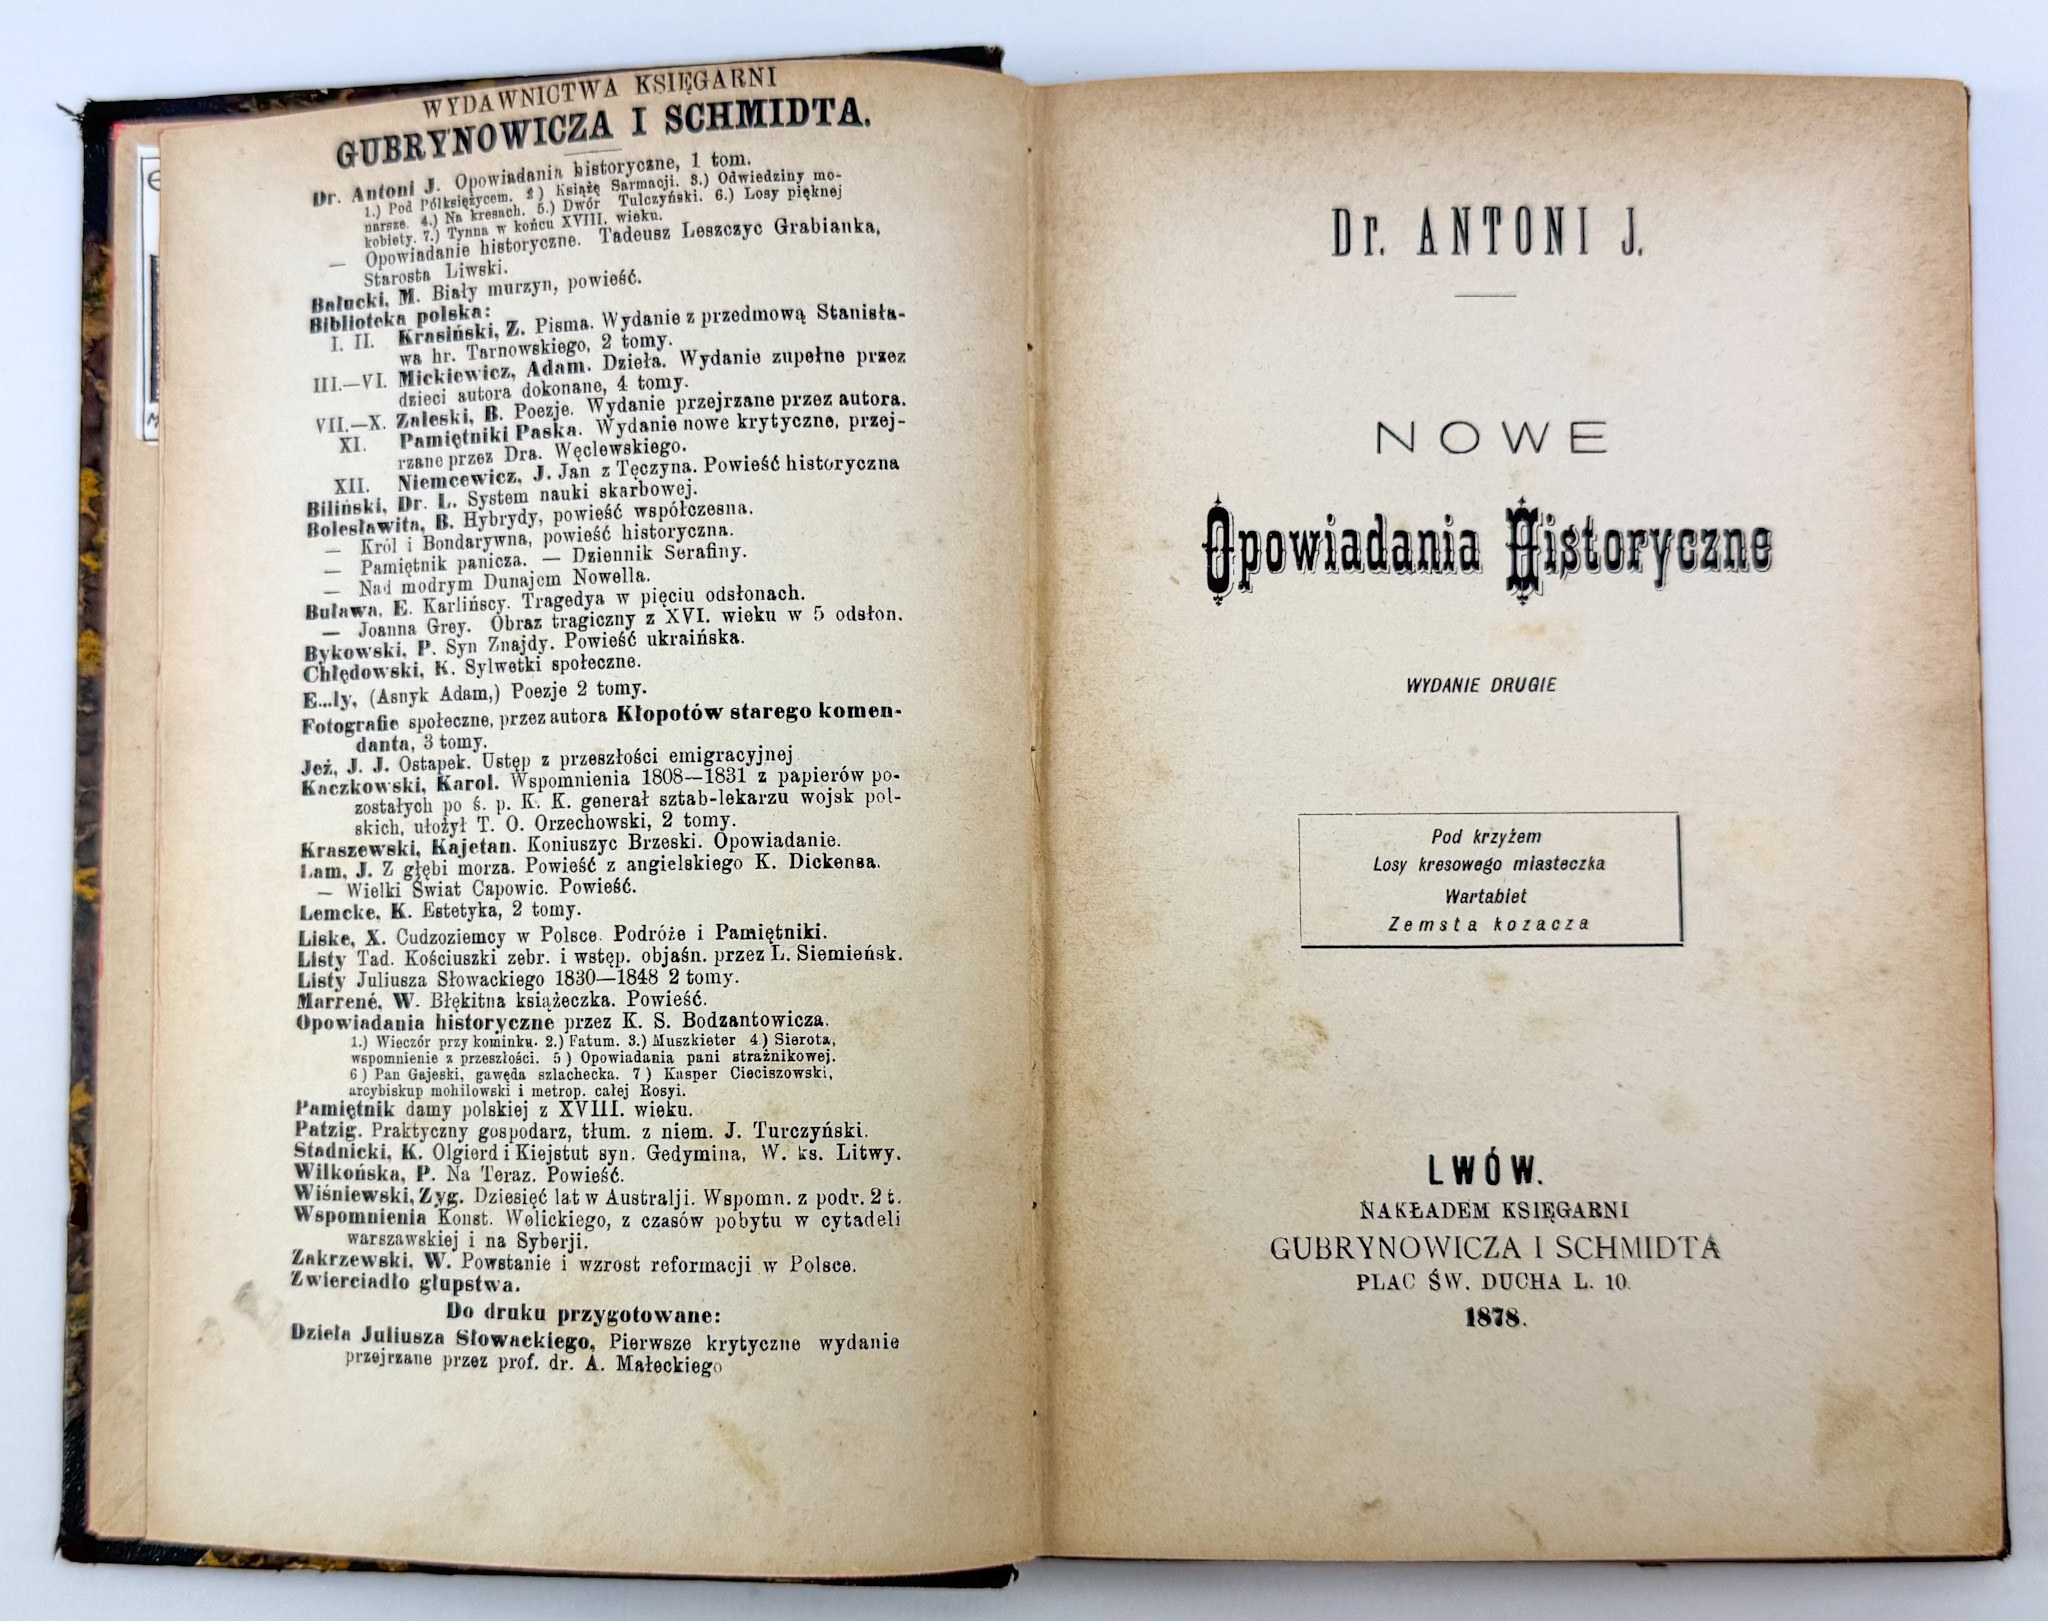 WYDAWNICTWA KSIĘGARNI
GUBRYNOWICZA I SCHMIDTA.
Dr. Antoni J. Opowiadania historyczne, 1 tom.
1.) Pod Półksiężycem. 2) Książę Sarmacji. 3.) Odwiedziny mo-
narsze. 4.) Na kresach. 5.) Dwór Tulczyński. 6.) Losy pięknej
kobiety. 7.) Tynna w końcu XVIII. wieku.
— Opowiadanie historyczne. Tadeusz Leszczyc Grabianka,
Starosta Liwski.
Bałucki, M. Biały murzyn, powieść.
Biblioteka polska:
I. II. Krasiński, Z. Pisma. Wydanie z przedmową Stanisła-
wa hr. Tarnowskiego, 2 tomy.
III.—VI. Mickiewicz, Adam. Dzieła. Wydanie zupełne przez
dzieci autora dokonane, 4 tomy.
VII.—X. Zaleski, B. Poezje. Wydanie przejrzane przez autora.
XI. Pamiętniki Paska. Wydanie nowe krytyczne, przej-
rzane przez Dra. Węclewskiego.
XII. Niemcewicz, J. Jan z Tęczyna. Powieść historyczna
Biliński, Dr. L. System nauki skarbowej.
Bolesławita, B. Hybrydy, powieść współczesna.
— Król i Bondarywna, powieść historyczna.
— Pamiętnik panicza. — Dziennik Serafiny.
— Nad modrym Dunajem Nowella.
Buława, E. Karlińscy. Tragedya w pięciu odsłonach.
— Joanna Grey. Obraz tragiczny z XVI. wieku w 5 odsłon.
Bykowski, P. Syn Znajdy. Powieść ukraińska.
Chłędowski, K. Sylwetki społeczne.
E...ly, (Asnyk Adam,) Poezje 2 tomy.
Fotografie społeczne, przez autora Kłopotów starego komen-
danta, 3 tomy.
Jeż, J. J. Ostapek. Ustęp z przeszłości emigracyjnej
Kaczkowski, Karol. Wspomnienia 1808—1831 z papierów po-
zostałych po ś. p. K. K. generał sztab-lekarzu wojsk pol-
skich, ułożył T. O. Orzechowski, 2 tomy.
Kraszewski, Kajetan. Koniuszyc Brzeski. Opowiadanie.
Lam, J. Z głębi morza. Powieść z angielskiego K. Dickensa.
— Wielki Świat Capowic. Powieść.
Lemcke, K. Estetyka, 2 tomy.
Liske, X. Cudzoziemcy w Polsce. Podróże i Pamiętniki.
Listy Tad. Kościuszki zebr. i wstęp. objaśn. przez L. Siemieńsk.
Listy Juliusza Słowackiego 1830—1848 2 tomy.
Marrené, W. Błękitna książeczka. Powieść.
Opowiadania historyczne przez K. S. Bodzantowicza.
1.) Wieczór przy kominku. 2.) Fatum. 3.) Muszkieter 4) Sierota,
wspomnienie z przeszłości. 5) Opowiadania pani strażnikowej.
6) Pan Gajeski, gawęda szlachecka. 7) Kasper Cieciszowski,
arcybiskup mohilowski i metrop. całej Rosyi.
Pamiętnik damy polskiej z XVIII. wieku.
Patzig. Praktyczny gospodarz, tłum. z niem. J. Turczyński.
Stadnicki, K. Olgierd i Kiejstut syn. Gedymina, W. ks. Litwy.
Wilkońska, P. Na Teraz. Powieść.
Wiśniewski, Zyg. Dziesięć lat w Australji. Wspomn. z podr. 2 t.
Wspomnienia Konst. Wolickiego, z czasów pobytu w cytadeli
warszawskiej i na Syberji.
Zakrzewski, W. Powstanie i wzrost reformacji w Polsce.
Zwierciadło głupstwa.
Do druku przygotowane:
Dzieła Juliusza Słowackiego, Pierwsze krytyczne wydanie
przejrzane przez prof. dr. A. Małeckiego
Dr. ANTONI J.
NOWE
Opowiadania Historyczne
WYDANIE DRUGIE
Pod krzyżem
Losy kresowego miasteczka
Wartabiet
Zemsta kozacza
LWÓW.
NAKŁADEM KSIĘGARNI
GUBRYNOWICZA I SCHMIDTA
PLAC ŚW. DUCHA L. 10.
1878.